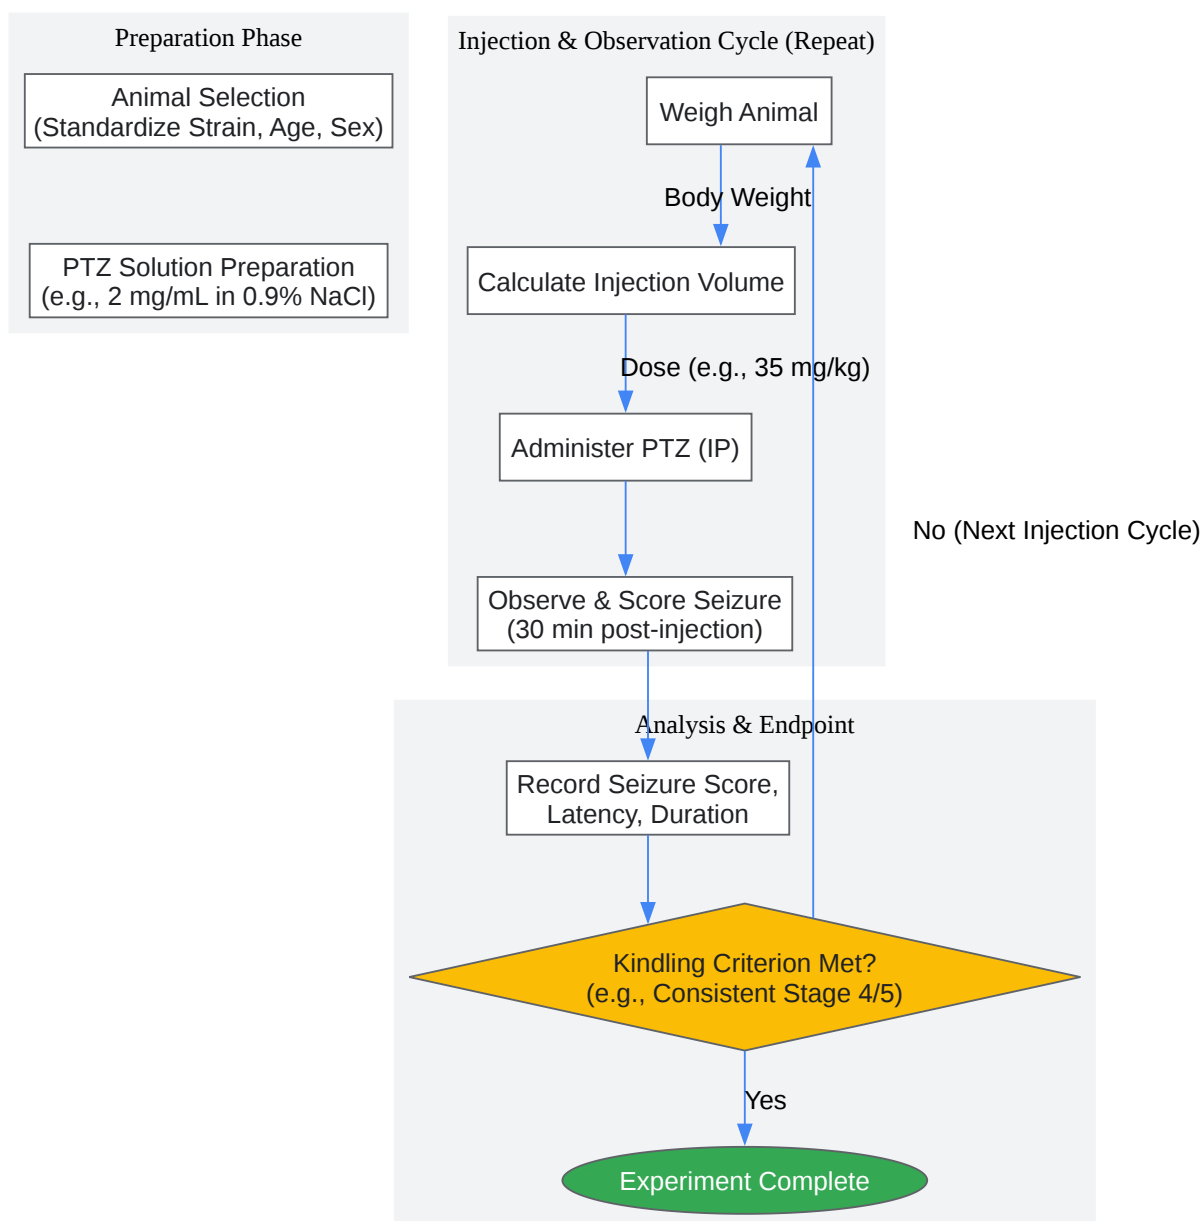 Preparation Phase
Animal Selection
(Standardize Strain, Age, Sex)
PTZ Solution Preparation
(e.g., 2 mg/mL in 0.9% NaCl)
Injection & Observation Cycle (Repeat)
Weigh Animal
Body Weight
Calculate Injection Volume
Dose (e.g., 35 mg/kg)
Administer PTZ (IP)
No (Next Injection Cycle)
Observe & Score Seizure
(30 min post-injection)
Analysis & Endpoint
Record Seizure Score,
Latency, Duration
Kindling Criterion Met?
(e.g., Consistent Stage 4/5)
Yes
Experiment Complete